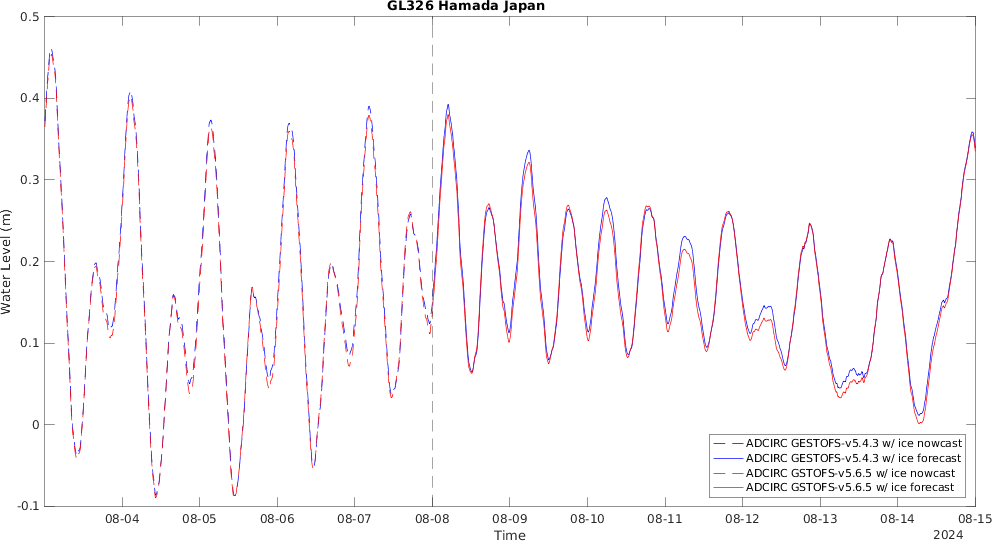 GL326 Hamada Japan
0.5
0.4
0.3
0.2
0.1
0
-0.1
Water Level (m)
08-04 08-05 08-06 08-07 08-08 08-09 08-10 08-11 08-12 08-13 08-14 08-15
Time
2024
ADCIRC GESTOFS-v5.4.3 w/ ice nowcast
ADCIRC GESTOFS-v5.4.3 w/ ice forecast
ADCIRC GSTOFS-v5.6.5 w/ ice nowcast
ADCIRC GSTOFS-v5.6.5 w/ ice forecast